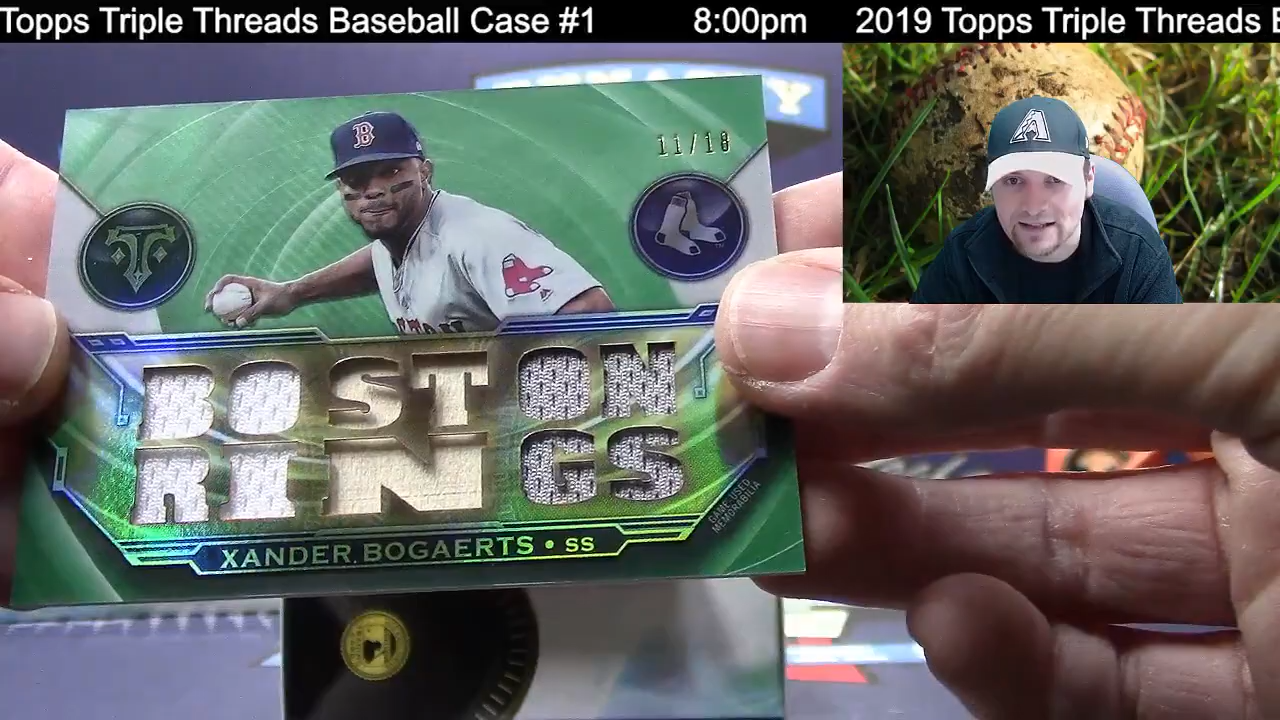 Topps Triple Threads Baseball Case #1 8:00pm 2019 Topps Triple Threads B
11/18
BOSTON
RINGS
XANDER BOGAERTS • SS
GAME-USED
MEMORABILIA